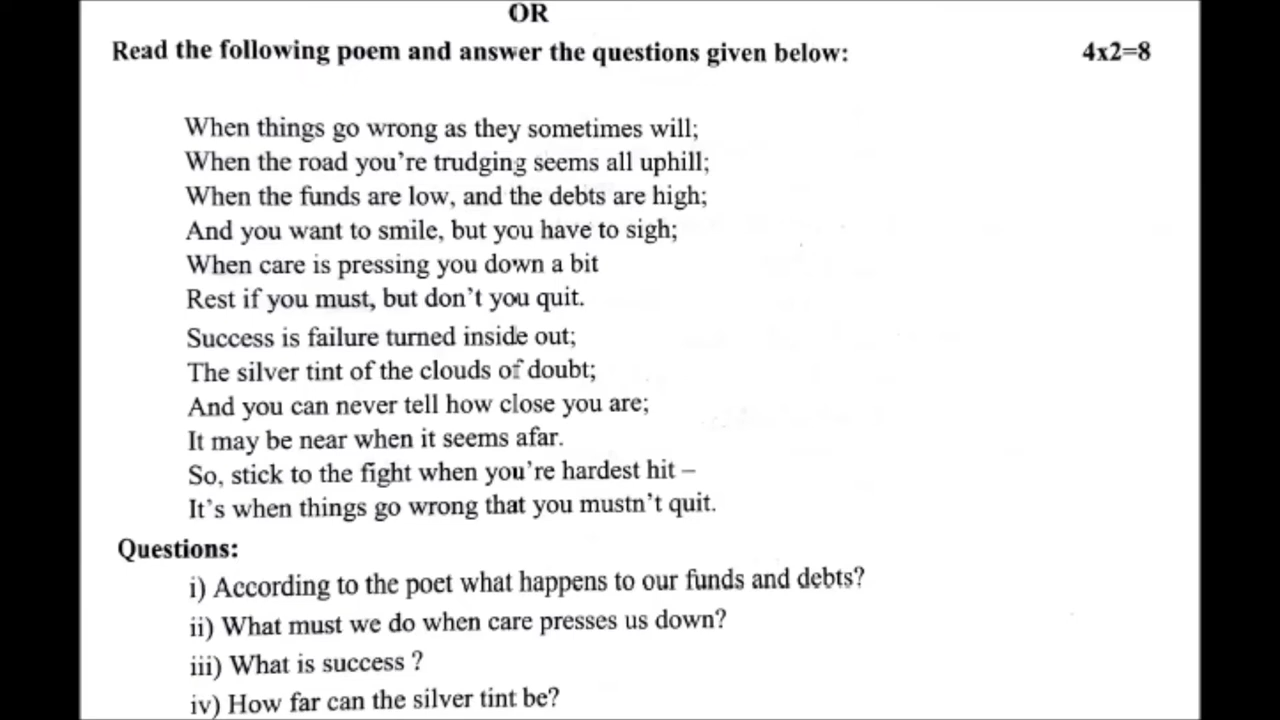 OR
Read the following poem and answer the questions given below: 4x2=8
When things go wrong as they sometimes will;
When the road you're trudging seems all uphill;
When the funds are low, and the debts are high;
And you want to smile, but you have to sigh;
When care is pressing you down a bit
Rest if you must, but don't you quit.
Success is failure turned inside out;
The silver tint of the clouds of doubt;
And you can never tell how close you are;
It may be near when it seems afar.
So, stick to the fight when you're hardest hit –
It's when things go wrong that you mustn't quit.
Questions:
i) According to the poet what happens to our funds and debts?
ii) What must we do when care presses us down?
iii) What is success ?
iv) How far can the silver tint be?